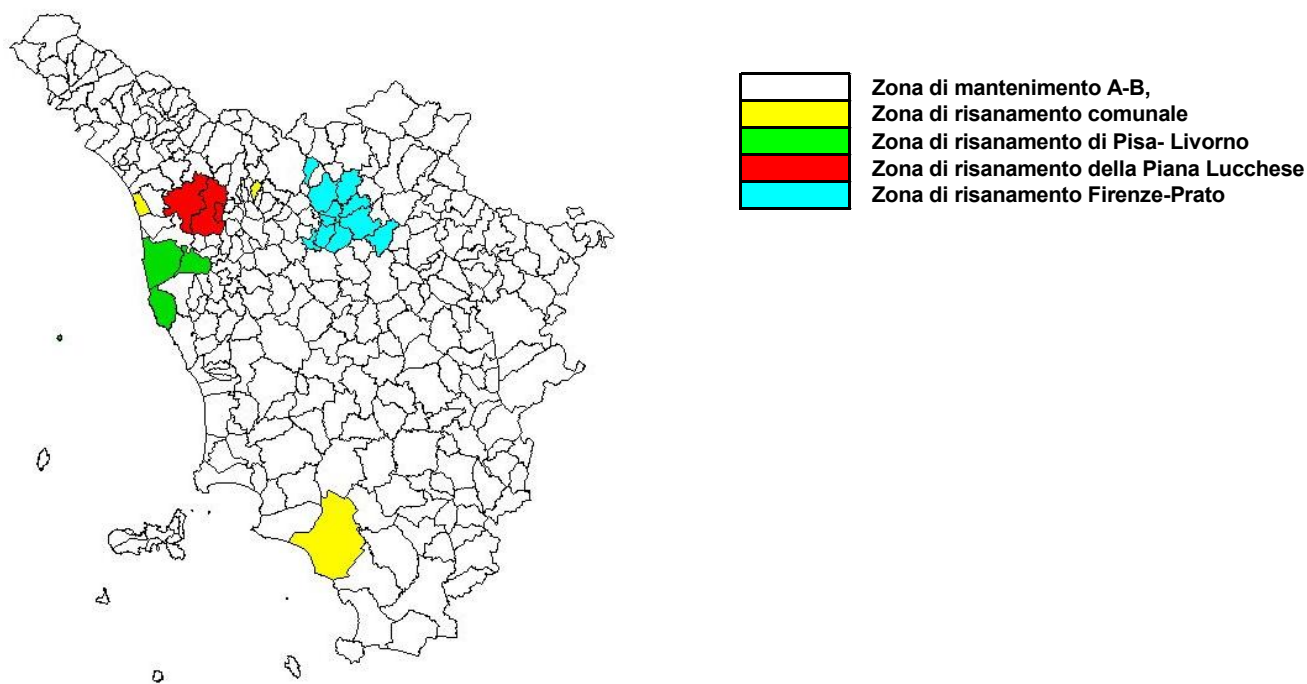 Zona di mantenimento A-B,
Zona di risanamento comunale
Zona di risanamento di Pisa- Livorno
Zona di risanamento della Piana Lucchese
Zona di risanamento Firenze-Prato